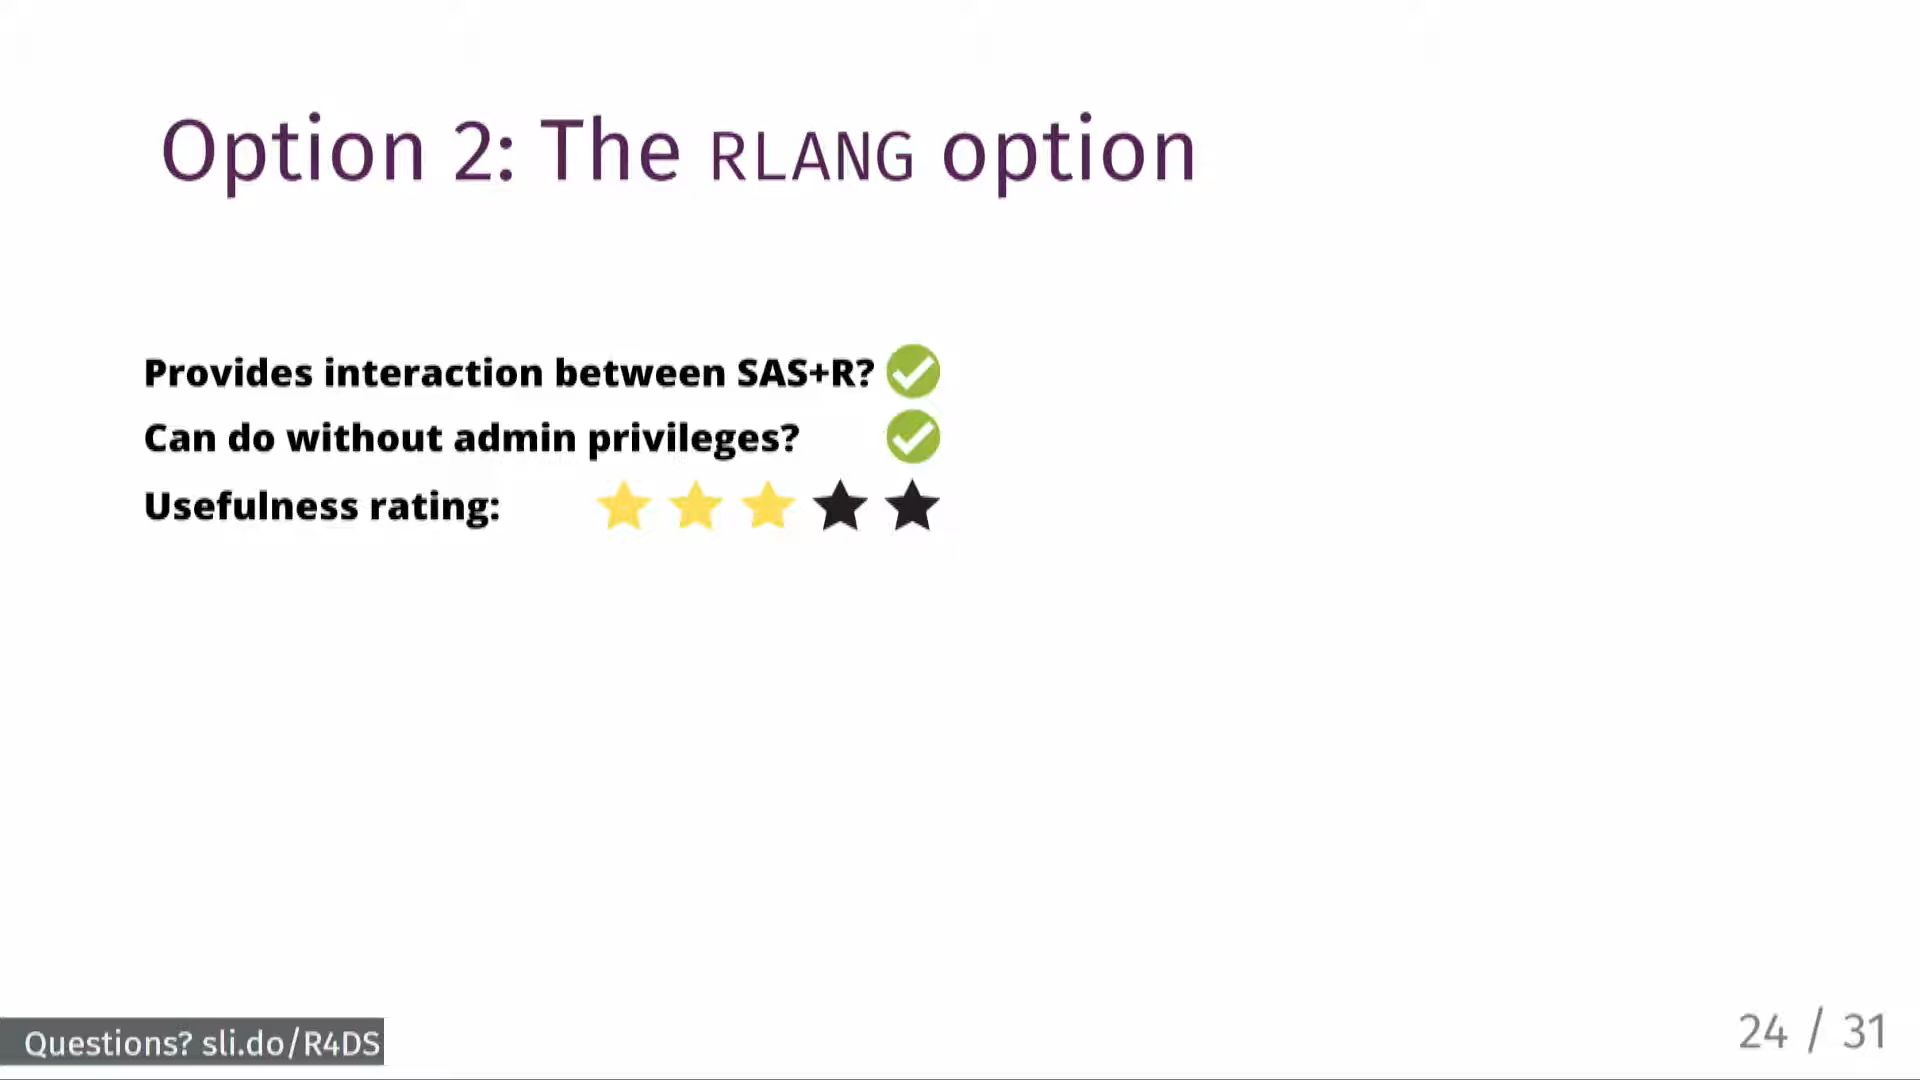 Option 2: The RLANG option
Provides interaction between SAS+R?
Can do without admin privileges?
Usefulness rating:
Questions? sli.do/R4DS
24 / 31